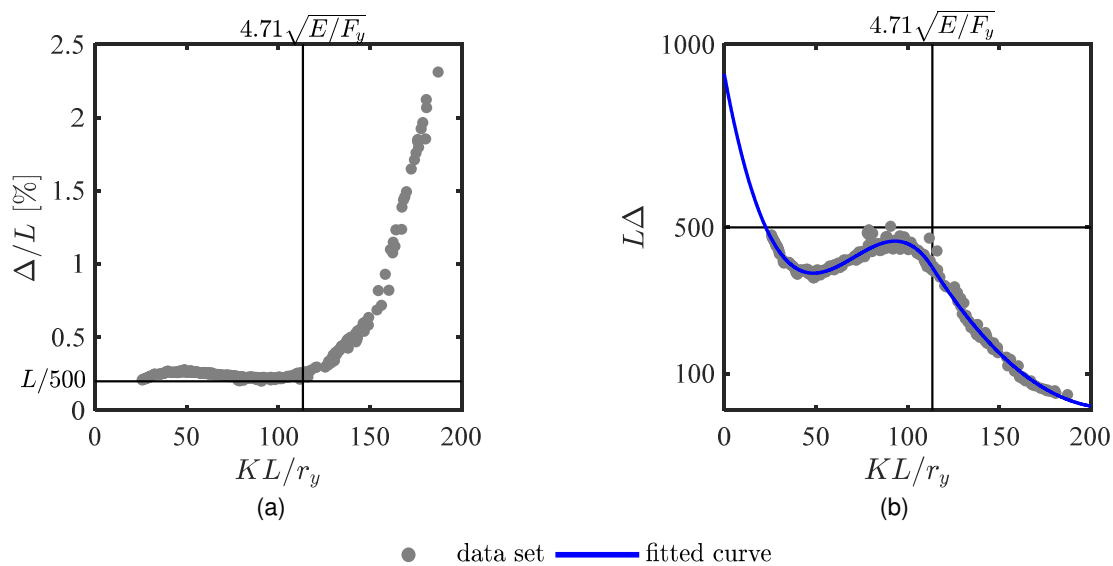 4.71√E/F_y
2.5
2
1.5
1
0.5
L/500
0
Δ/L [%]
0 50 100 150 200
KL/r_y
(a)
4.71√E/F_y
1000
500
100
LΔ
0 50 100 150 200
KL/r_y
(b)
data set fitted curve